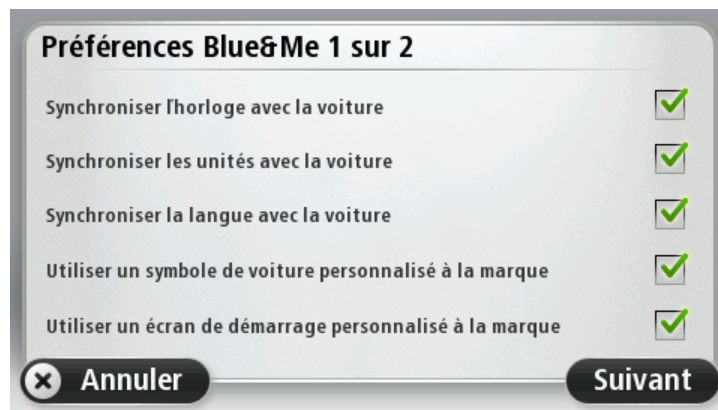 Préférences Blue&Me 1 sur 2
Synchroniser l'horloge avec la voiture
Synchroniser les unités avec la voiture
Synchroniser la langue avec la voiture
Utiliser un symbole de voiture personnalisé à la marque
Utiliser un écran de démarrage personnalisé à la marque
Annuler
Suivant